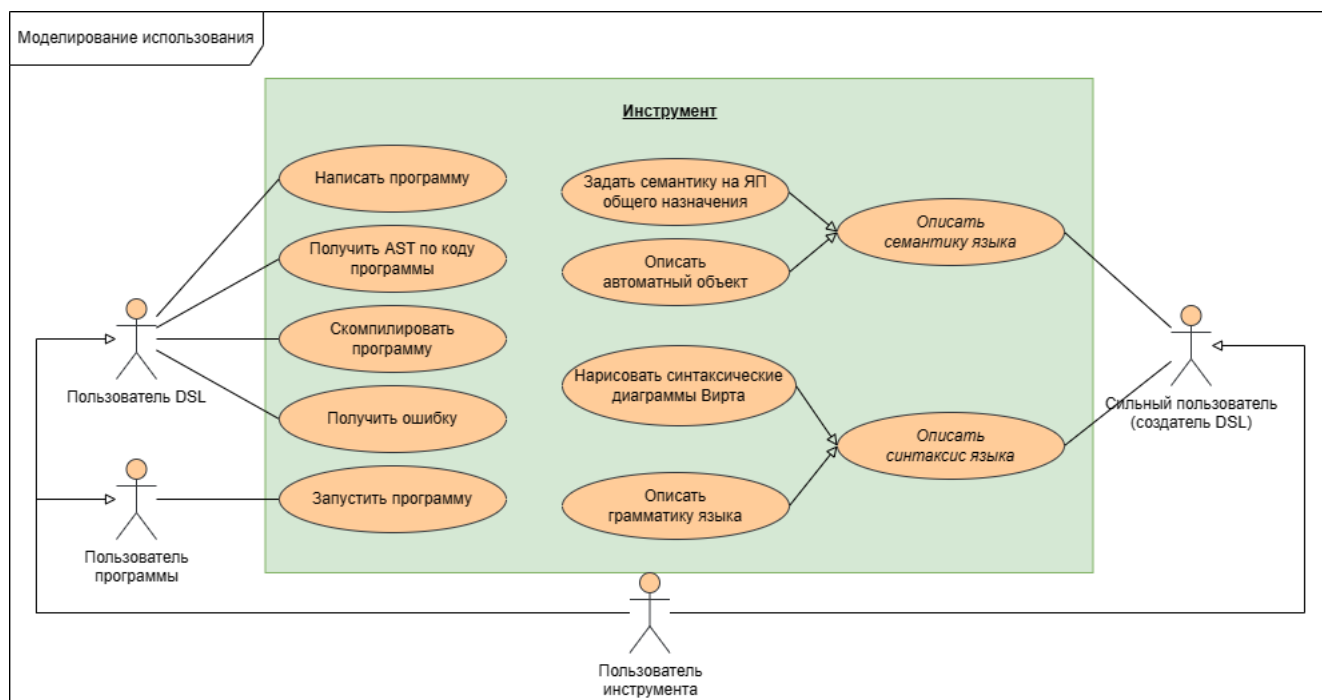 Моделирование использования
Инструмент
Написать программу
Получить AST по коду
программы
Скомпилировать
программу
Получить ошибку
Запустить программу
Задать семантику на ЯП
общего назначения
Описать
автоматный объект
Нарисовать синтаксические
диаграммы Вирта
Описать
грамматику языка
Описать
семантику языка
Описать
синтаксис языка
Пользователь DSL
Пользователь
программы
Сильный пользователь
(создатель DSL)
Пользователь
инструмента